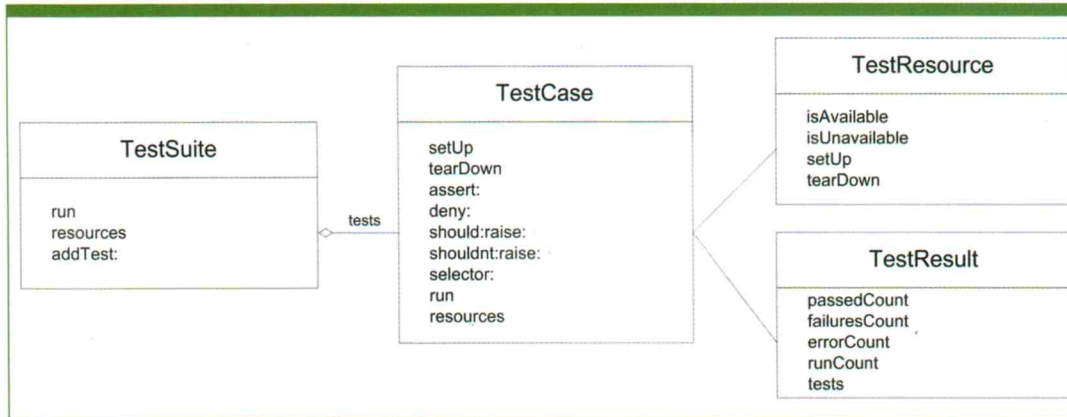 TestSuite
run
resources
addTest:
tests
TestCase
setUp
tearDown
assert:
deny:
should:raise:
shouldnt:raise:
selector:
run
resources
TestResource
isAvailable
isUnavailable
setUp
tearDown
TestResult
passedCount
failuresCount
errorCount
runCount
tests